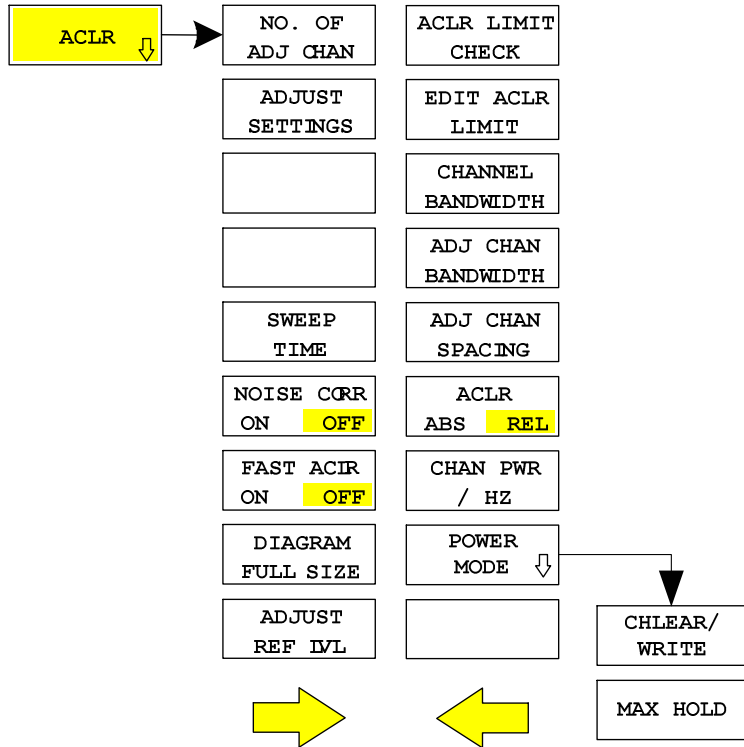 ACLR
NO. OF
ADJ CHAN
ADJUST
SETTINGS
SWEEP
TIME
NOISE CORR
ON OFF
FAST ACLR
ON OFF
DIAGRAM
FULL SIZE
ADJUST
REF LVL
ACLR LIMIT
CHECK
EDIT ACLR
LIMIT
CHANNEL
BANDWIDTH
ADJ CHAN
BANDWIDTH
ADJ CHAN
SPACING
ACLR
ABS REL
CHAN PWR
/ HZ
POWER
MODE
CHLEAR/
WRITE
MAX HOLD